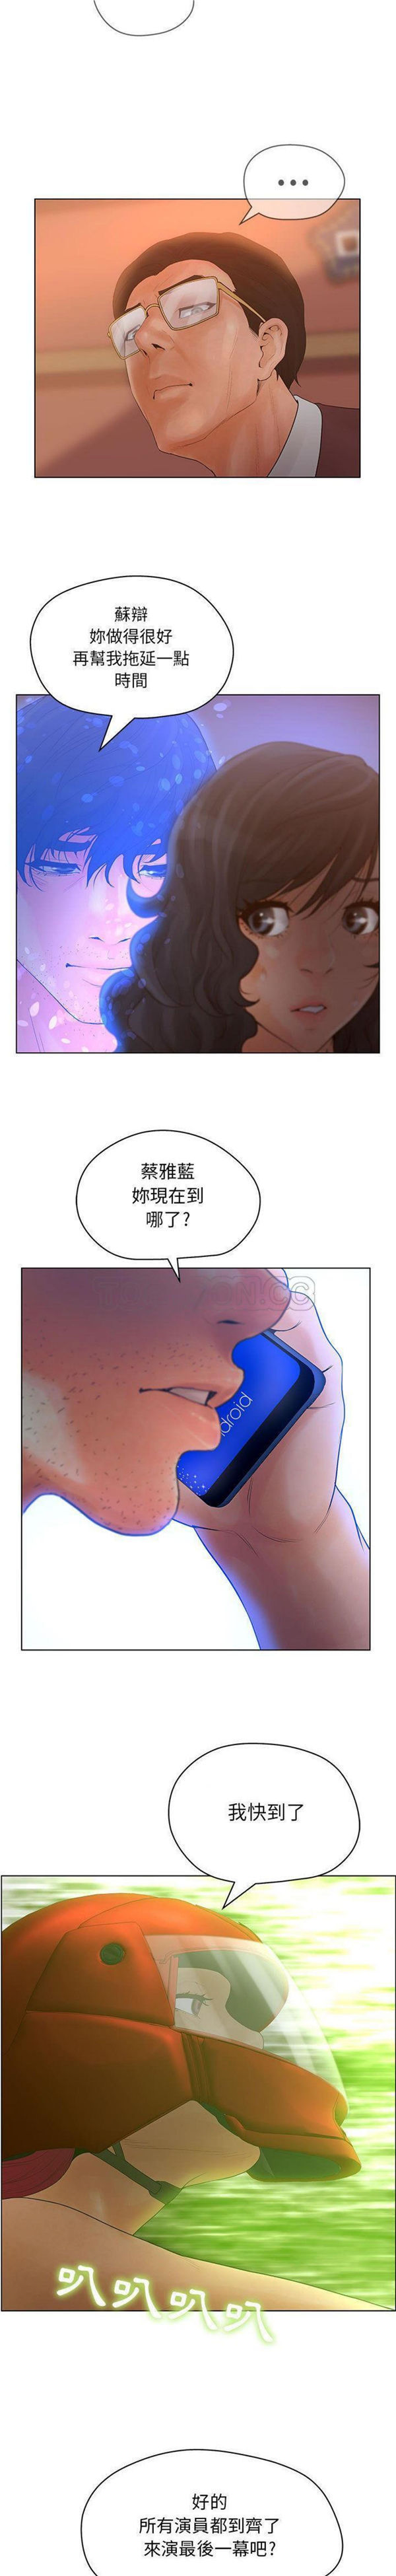 ...
蘇辯
妳做得很好
再幫我拖延一點
時間
蔡雅藍
妳現在到
哪了?
droid
我快到了
叭叭叭叭
好的
所有演員都到齊了
來演最後一幕吧?